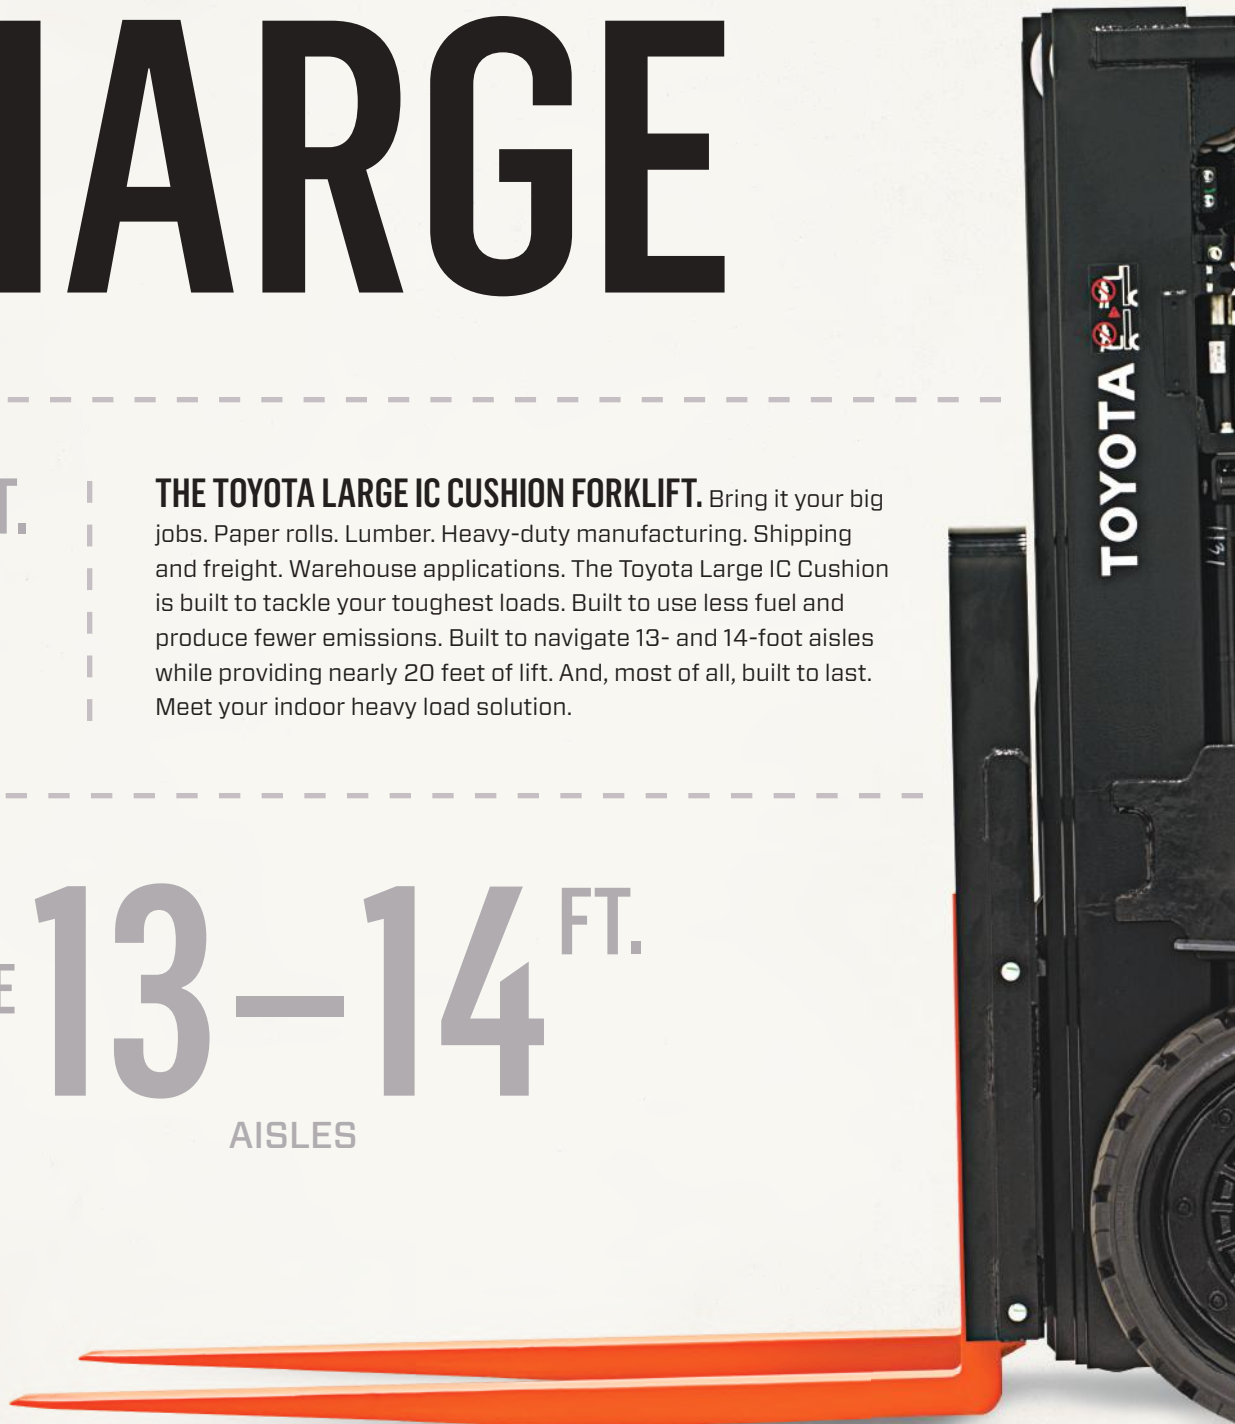 HARGE
T.
THE TOYOTA LARGE IC CUSHION FORKLIFT. Bring it your big
jobs. Paper rolls. Lumber. Heavy-duty manufacturing. Shipping
and freight. Warehouse applications. The Toyota Large IC Cushion
is built to tackle your toughest loads. Built to use less fuel and
produce fewer emissions. Built to navigate 13- and 14-foot aisles
while providing nearly 20 feet of lift. And, most of all, built to last.
Meet your indoor heavy load solution.
E 13–14 FT.
AISLES
TOYOTA